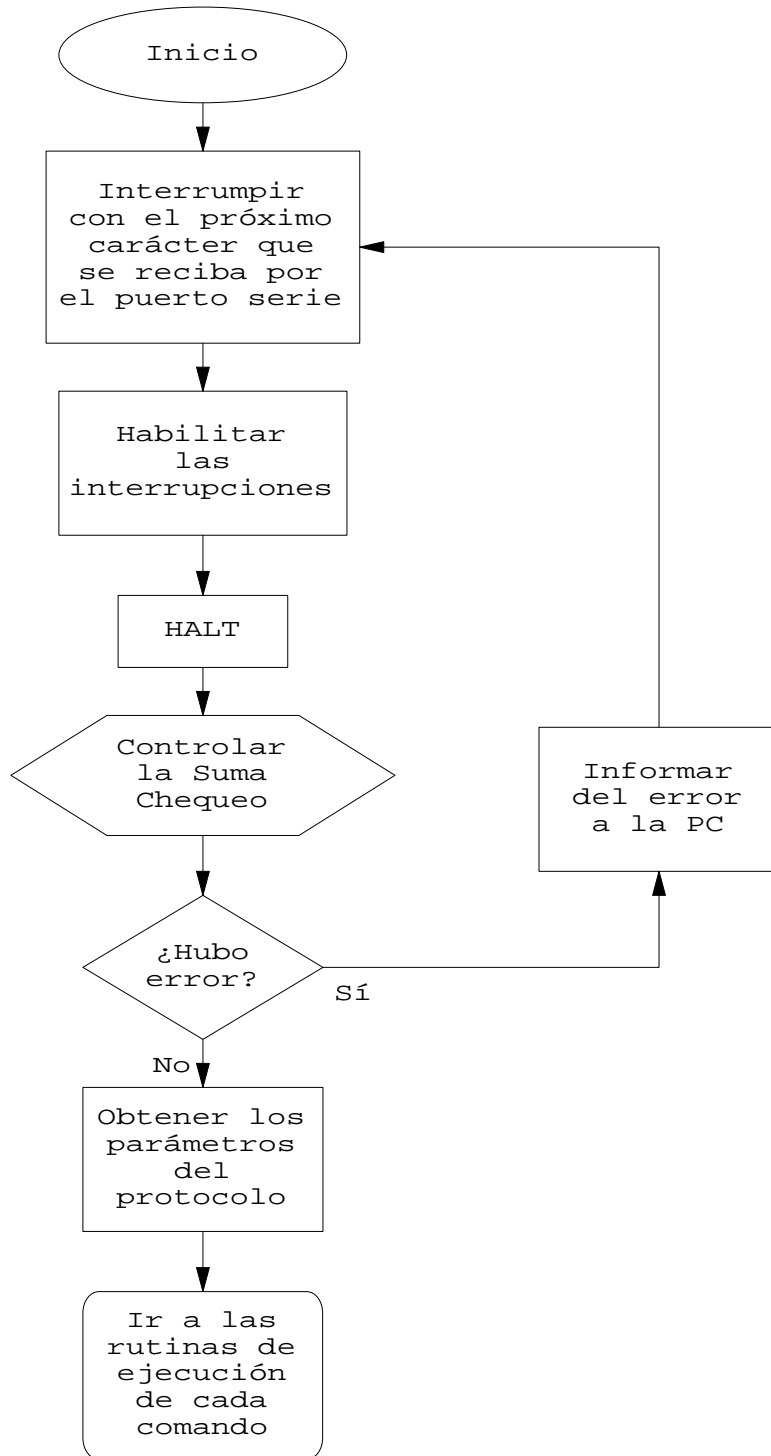 Inicio
Interrumpir
con el próximo
carácter que
se reciba por
el puerto serie
Habilitar
las
interrupciones
HALT
Controlar
la Suma
Chequeo
Informar
del error
a la PC
¿Hubo
error?
Sí
No
Obtener los
parámetros
del
protocolo
Ir a las
rutinas de
ejecución
de cada
comando